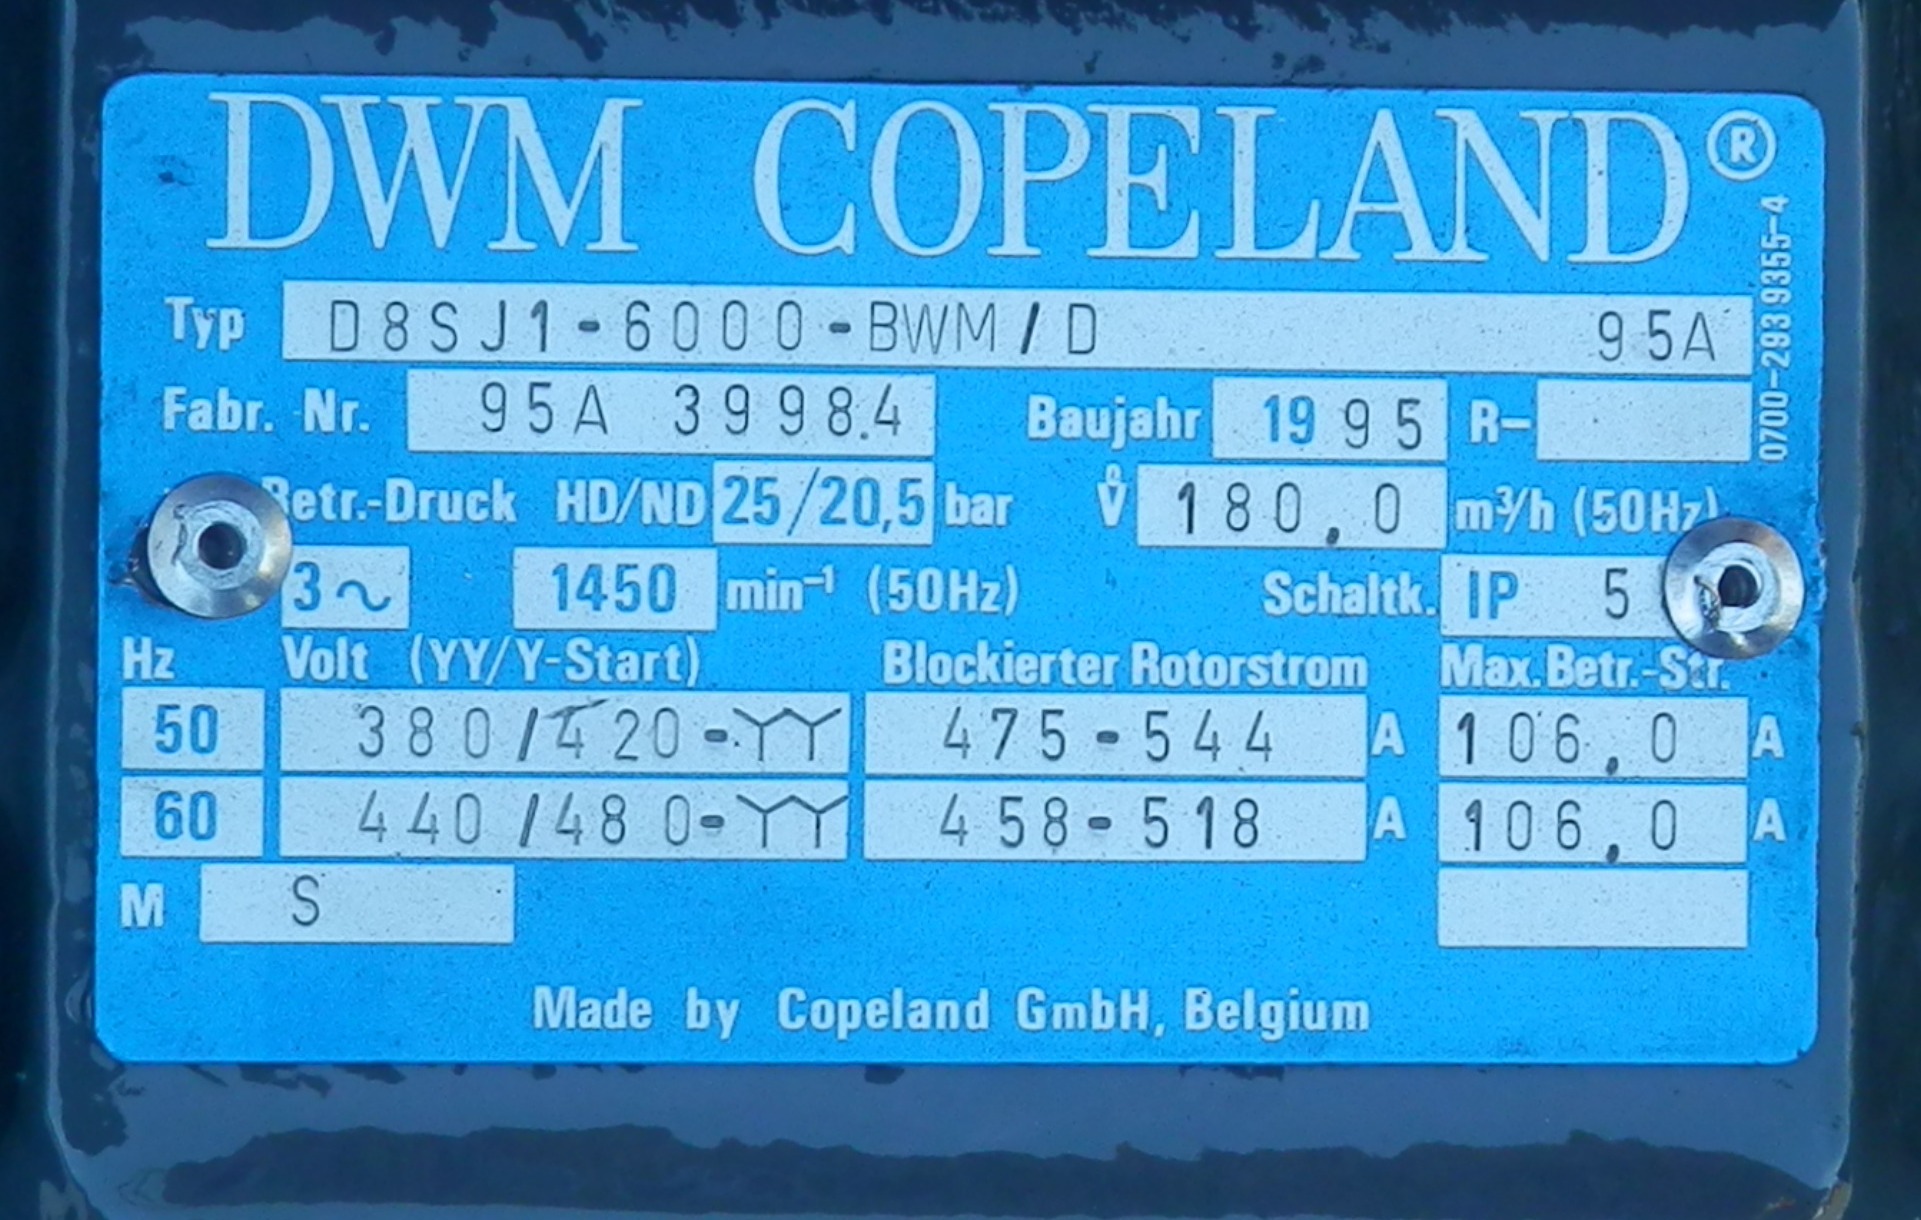 DWM COPELAND®
Typ D8SJ1-6000-BWM/D 95A
0700-293 9355-4
Fabr. Nr. 95A 3998.4 Baujahr 1995 R-
Betr.-Druck HD/ND 25/20,5 bar V̊ 180,0 m³/h (50Hz)
3~ 1450 min⁻¹ (50Hz) Schaltk. IP 5
Hz Volt (YY/Y-Start) Blockierter Rotorstrom Max. Betr.-Str.
50 380/420-YY 475-544 A 106,0 A
60 440/480-YY 458-518 A 106,0 A
M S
Made by Copeland GmbH, Belgium